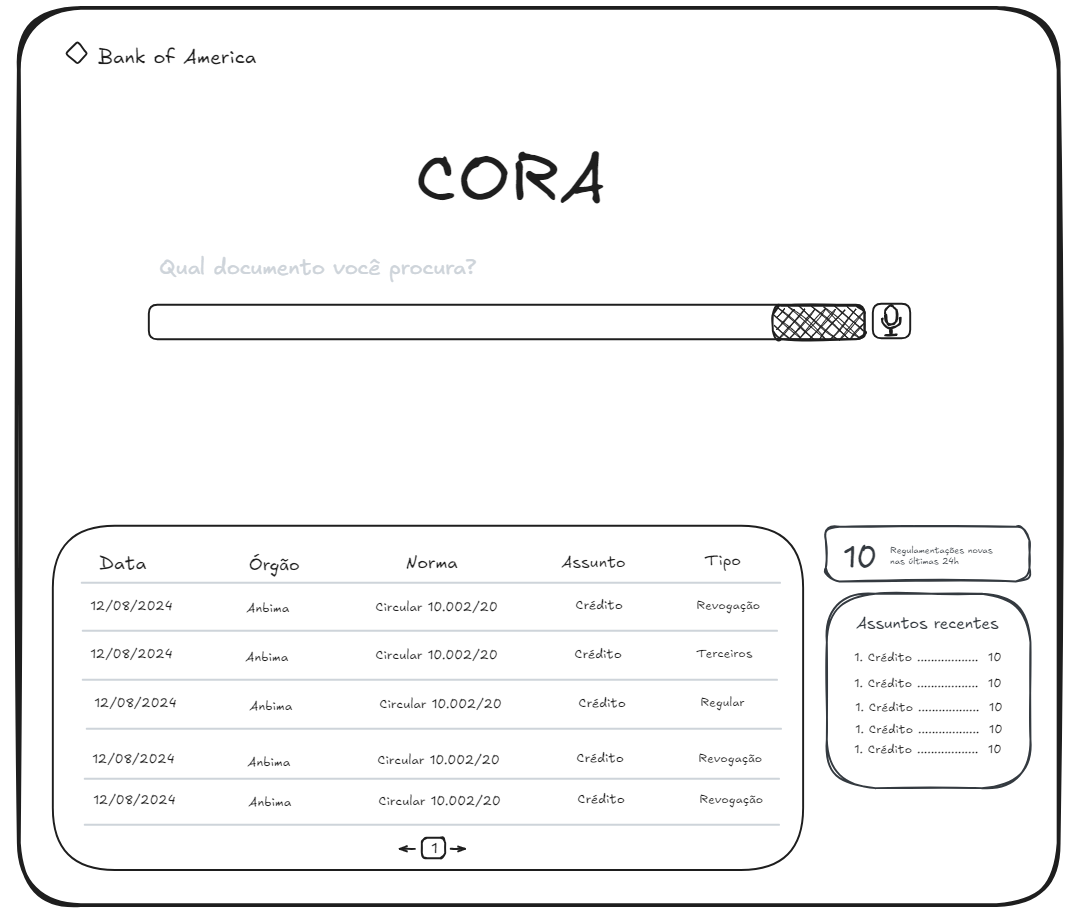 Bank of America
CORA
Qual documento você procura?
Data Órgão Norma Assunto Tipo
12/08/2024 Anbima Circular 10.002/20 Crédito Revogação
12/08/2024 Anbima Circular 10.002/20 Crédito Terceiros
12/08/2024 Anbima Circular 10.002/20 Crédito Regular
12/08/2024 Anbima Circular 10.002/20 Crédito Revogação
12/08/2024 Anbima Circular 10.002/20 Crédito Revogação
1
10 Regulamentações novas
nas últimas 24h
Assuntos recentes
1. Crédito .................. 10
1. Crédito .................. 10
1. Crédito .................. 10
1. Crédito .................. 10
1. Crédito .................. 10